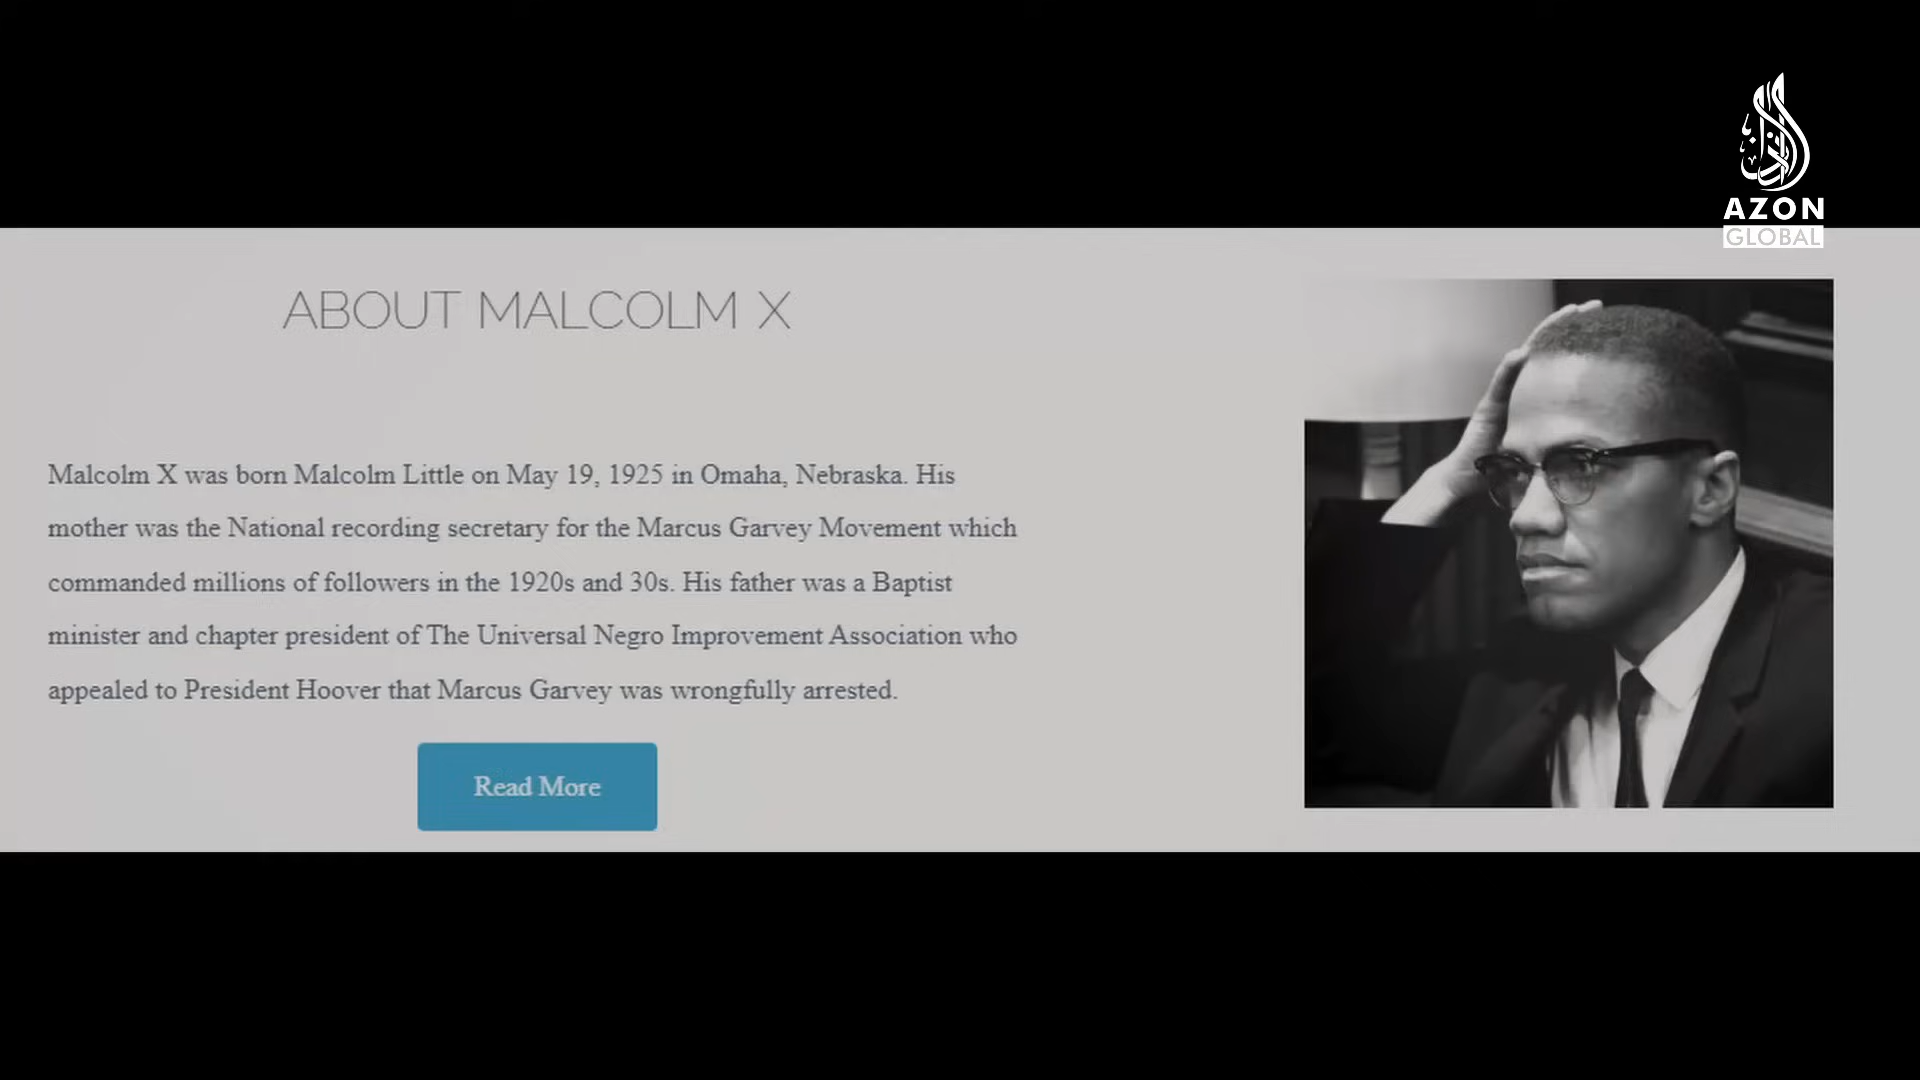 AZON
GLOBAL
ABOUT MALCOLM X
Malcolm X was born Malcolm Little on May 19, 1925 in Omaha, Nebraska. His
mother was the National recording secretary for the Marcus Garvey Movement which
commanded millions of followers in the 1920s and 30s. His father was a Baptist
minister and chapter president of The Universal Negro Improvement Association who
appealed to President Hoover that Marcus Garvey was wrongfully arrested.
Read More